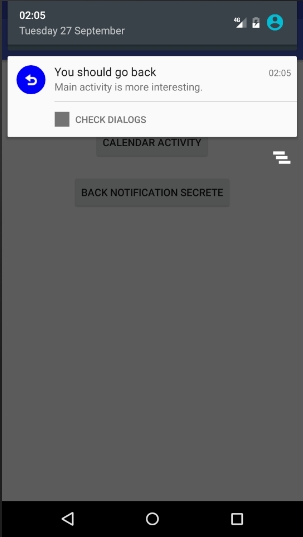 02:05
Tuesday 27 September
4G
You should go back 02:05
Main activity is more interesting.
CHECK DIALOGS
CALENDAR ACTIVITY
BACK NOTIFICATION SECRETE